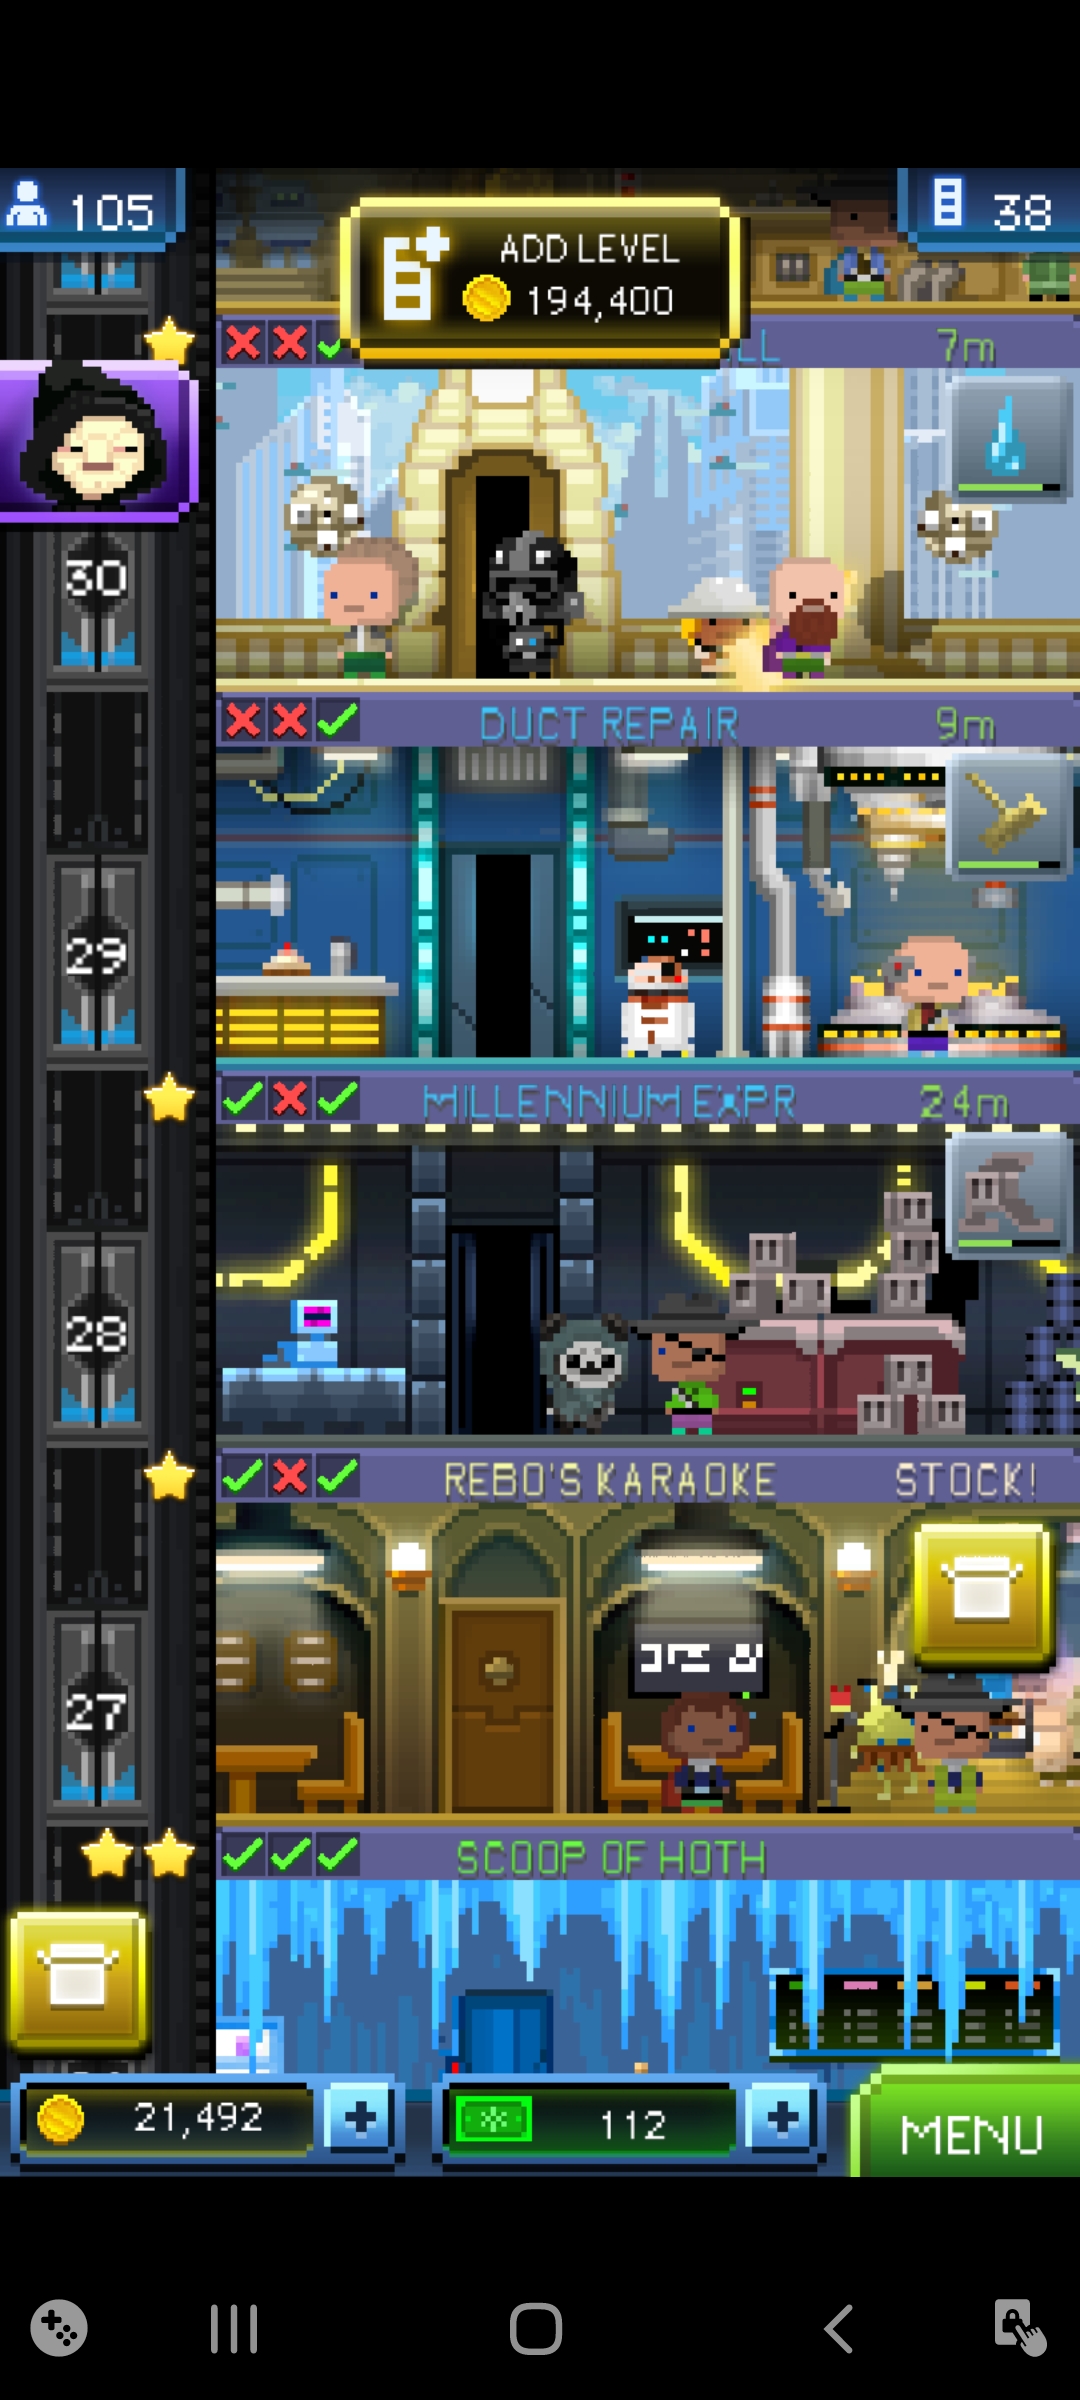 105
38
ADD LEVEL
194,400
LL 7m
30
DUCT REPAIR 9m
29
MILLENNIUM EXPR 24m
28
REBO'S KARAOKE STOCK!
27
SCOOP OF HOTH
21,492
112
MENU